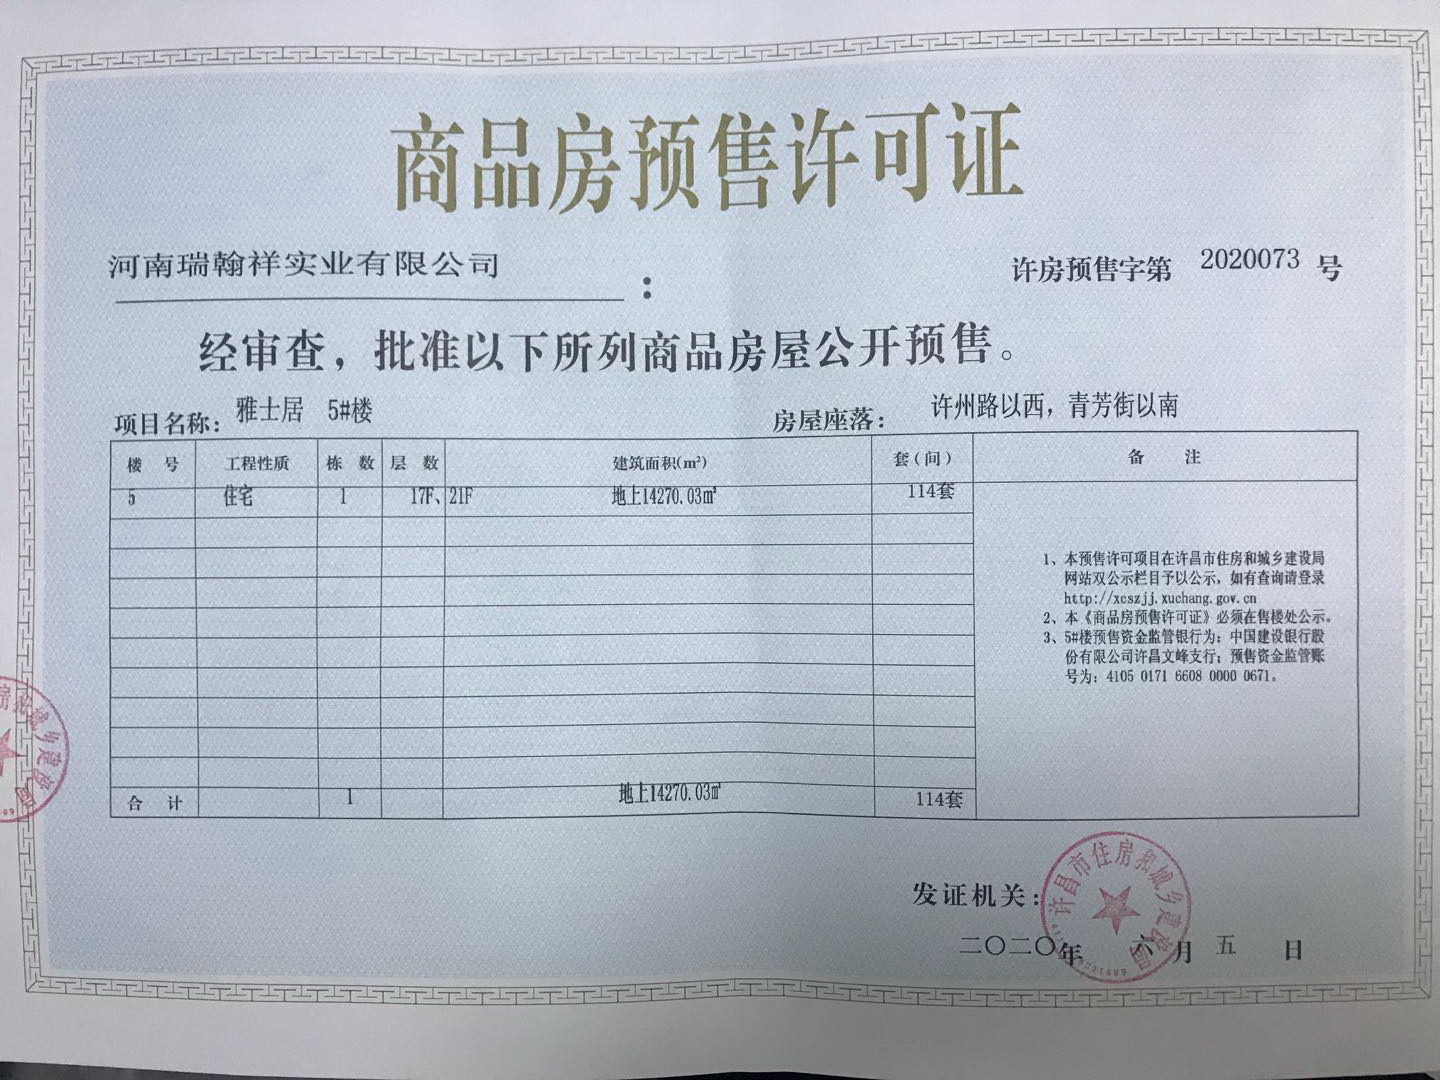 商品房预售许可证
河南瑞翰祥实业有限公司:
许房预售字第 2020073 号
经审查，批准以下所列商品房屋公开预售。
项目名称: 雅士居 5#楼
房屋座落: 许州路以西，青芳街以南
楼号 工程性质 栋数 层数 建筑面积(m²) 套(间) 备注
5 住宅 1 17F、21F 地上14270.03㎡ 114套
1、本预售许可项目在许昌市住房和城乡建设局
网站双公示栏目予以公示，如有查询请登录
http://xcszjj.xuchang.gov.cn
2、本《商品房预售许可证》必须在售楼处公示。
3、5#楼预售资金监管银行为：中国建设银行股
份有限公司许昌文峰支行；预售资金监管账
号为：4105 0171 6608 0000 0671。
合计 1 地上14270.03㎡ 114套
发证机关:
许昌市住房和城乡建设局
二〇二〇年 六月 五 日
房和城乡建设局